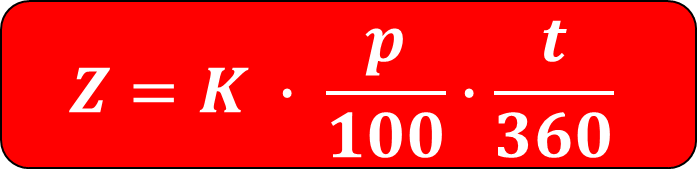 Z = K · p/100 · t/360